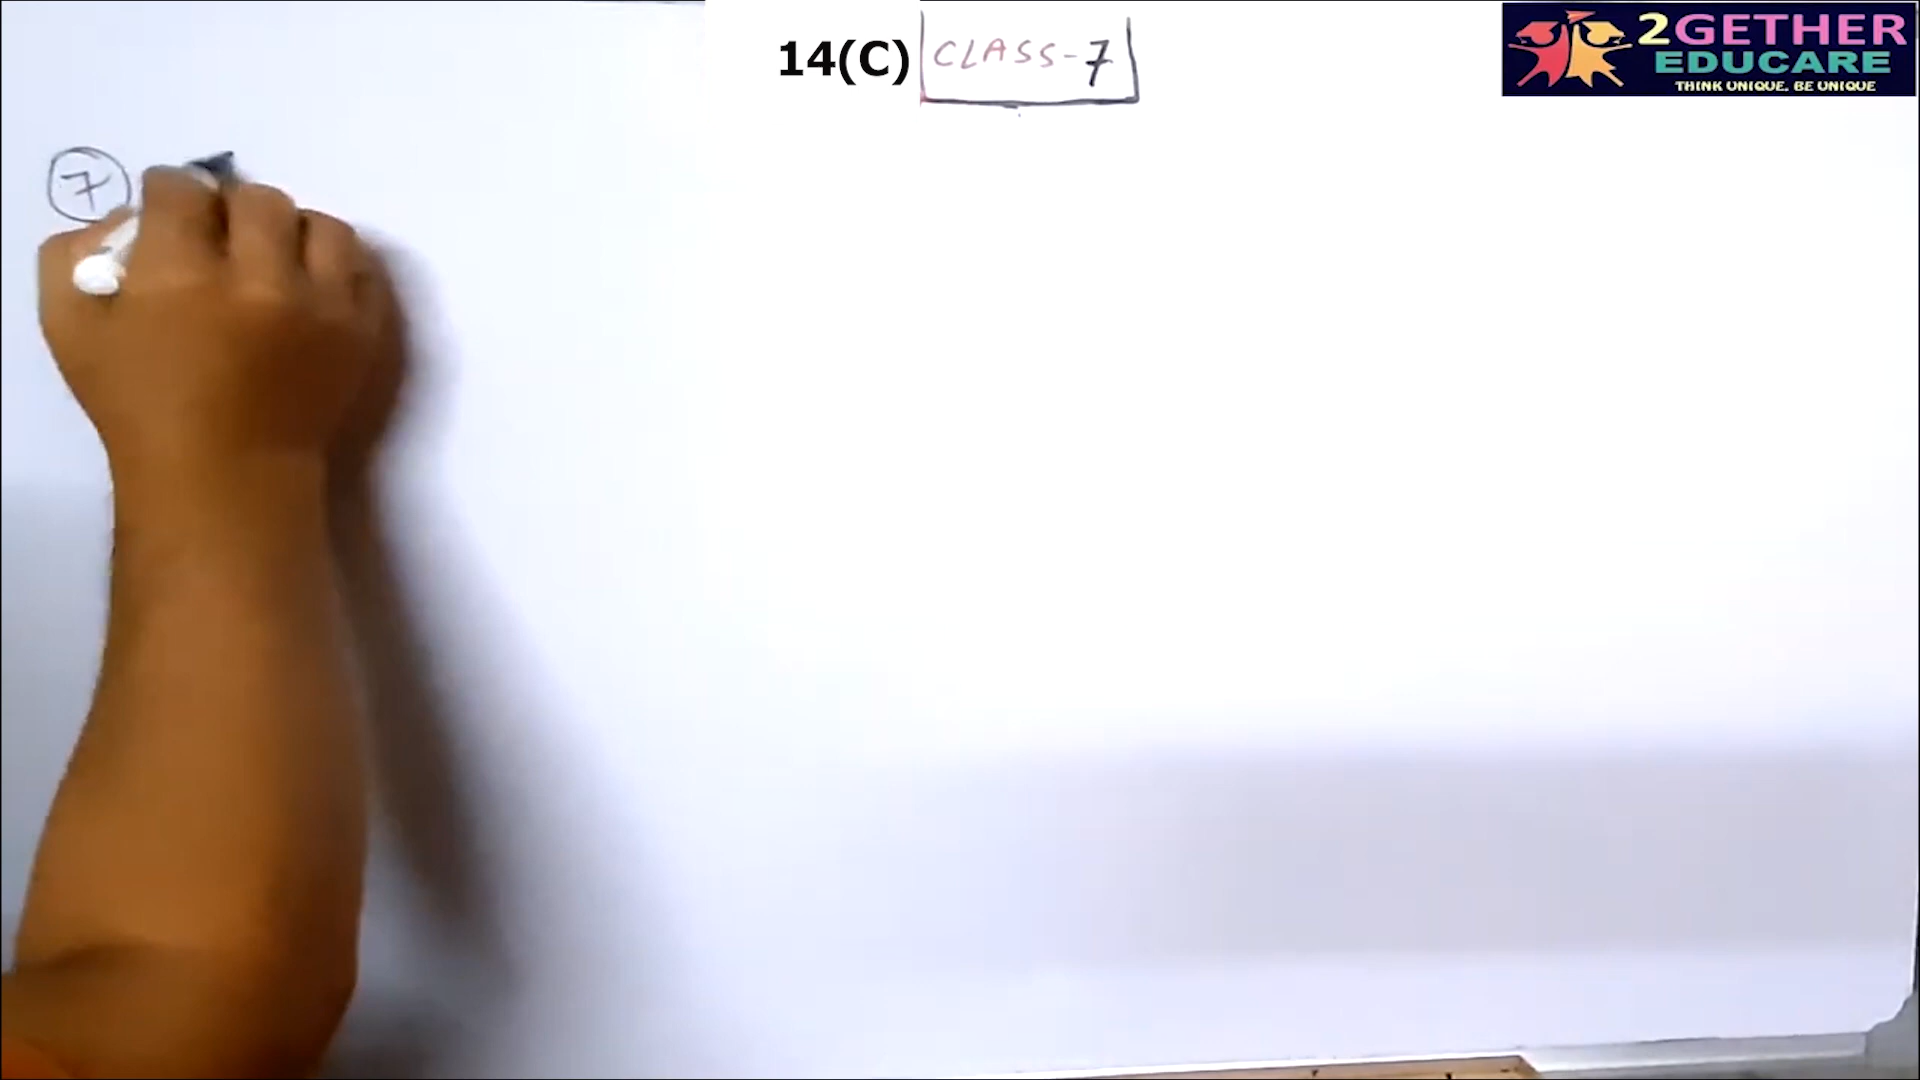 14(C) CLASS-7
2GETHER
EDUCARE
THINK UNIQUE. BE UNIQUE
7